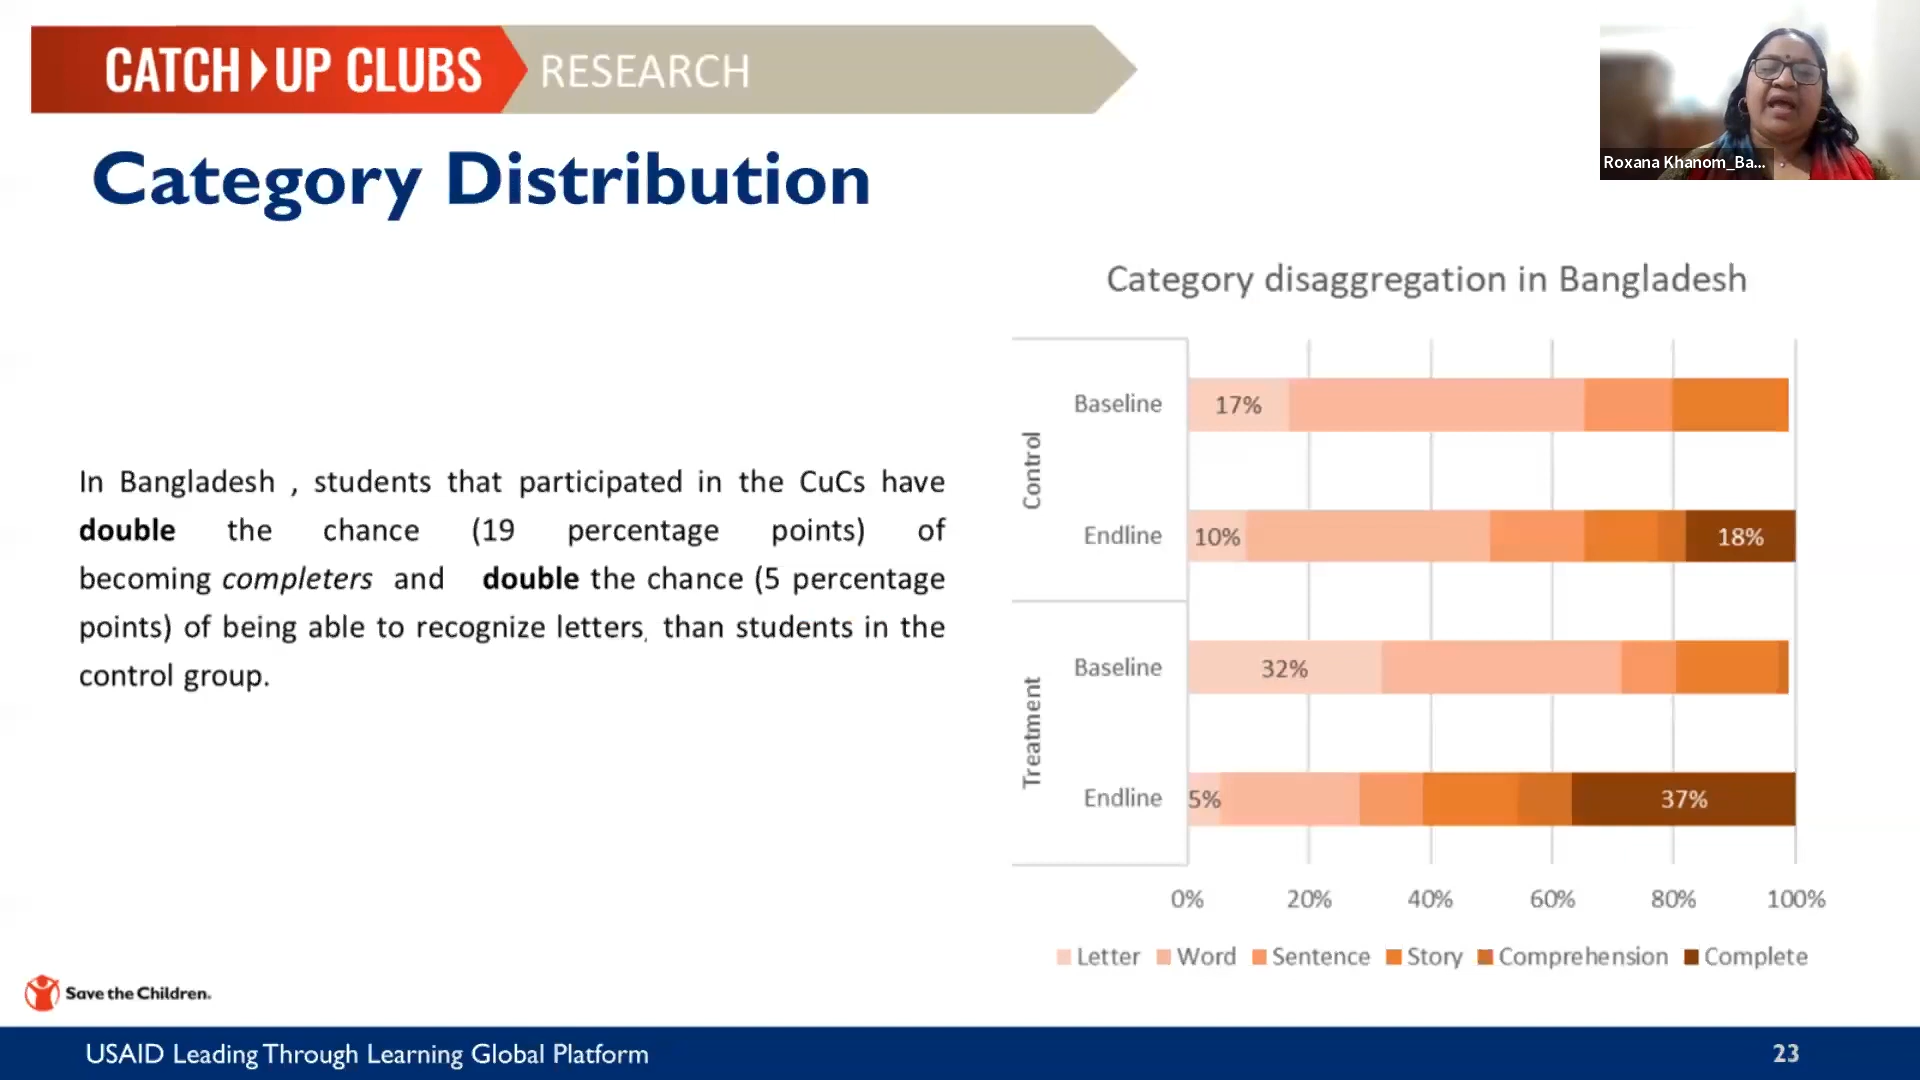 CATCH UP CLUBS RESEARCH
Roxana Khanom_Ba...
Category Distribution
In Bangladesh , students that participated in the CuCs have
double the chance (19 percentage points) of
becoming completers and double the chance (5 percentage
points) of being able to recognize letters, than students in the
control group.
Category disaggregation in Bangladesh
Control
Baseline
17%
Endline
10%
18%
Treatment
Baseline
32%
Endline
5%
37%
0% 20% 40% 60% 80% 100%
Letter Word Sentence Story Comprehension Complete
Save the Children.
USAID Leading Through Learning Global Platform
23